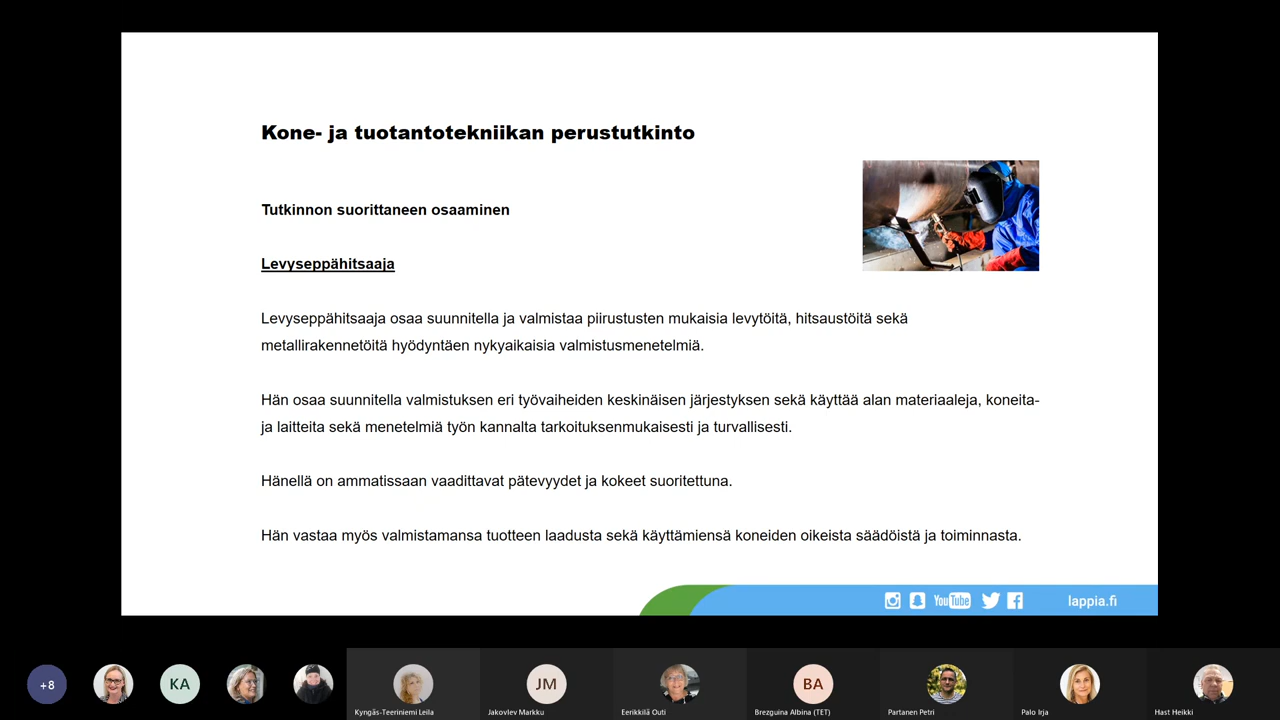 Kone- ja tuotantotekniikan perustutkinto
Tutkinnon suorittaneen osaaminen
Levyseppähitsaaja
Levyseppähitsaaja osaa suunnitella ja valmistaa piirustusten mukaisia levytöitä, hitsaustöitä sekä
metallirakennetöitä hyödyntäen nykyaikaisia valmistusmenetelmiä.
Hän osaa suunnitella valmistuksen eri työvaiheiden keskinäisen järjestyksen sekä käyttää alan materiaaleja, koneita-
ja laitteita sekä menetelmiä työn kannalta tarkoituksenmukaisesti ja turvallisesti.
Hänellä on ammatissaan vaadittavat pätevyydet ja kokeet suoritettuna.
Hän vastaa myös valmistamansa tuotteen laadusta sekä käyttämiensä koneiden oikeista säädöistä ja toiminnasta.
YouTube
lappia.fi
+8
KA
JM
BA
Kyngäs-Teeriniemi Leila
Jakovlev Markku
Eerikkilä Outi
Brezguina Albina (TET)
Partanen Petri
Palo Irja
Hast Heikki